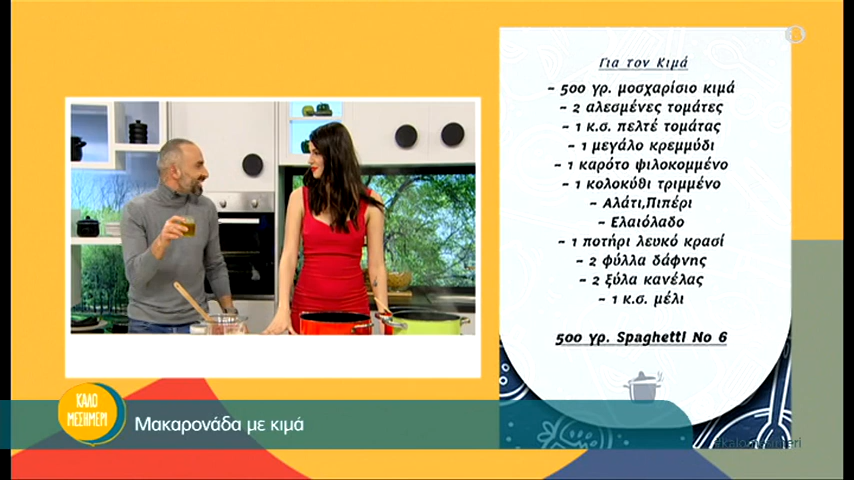 Για τον Κιμά
~ 500 γρ. μοσχαρίσιο κιμά
~ 2 αλεσμένες τομάτες
~ 1 κ.σ. πελτέ τομάτας
~ 1 μεγάλο κρεμμύδι
~ 1 καρότο ψιλοκομμένο
~ 1 κολοκύθι τριμμένο
~ Αλάτι,Πιπέρι
~ Ελαιόλαδο
~ 1 ποτήρι λευκό κρασί
~ 2 φύλλα δάφνης
~ 2 ξύλα κανέλας
~ 1 κ.σ. μέλι
500 γρ. Spaghetti No 6
ΚΑΛΟ
ΜΕΣΗΜΕΡΙ
Μακαρονάδα με κιμά